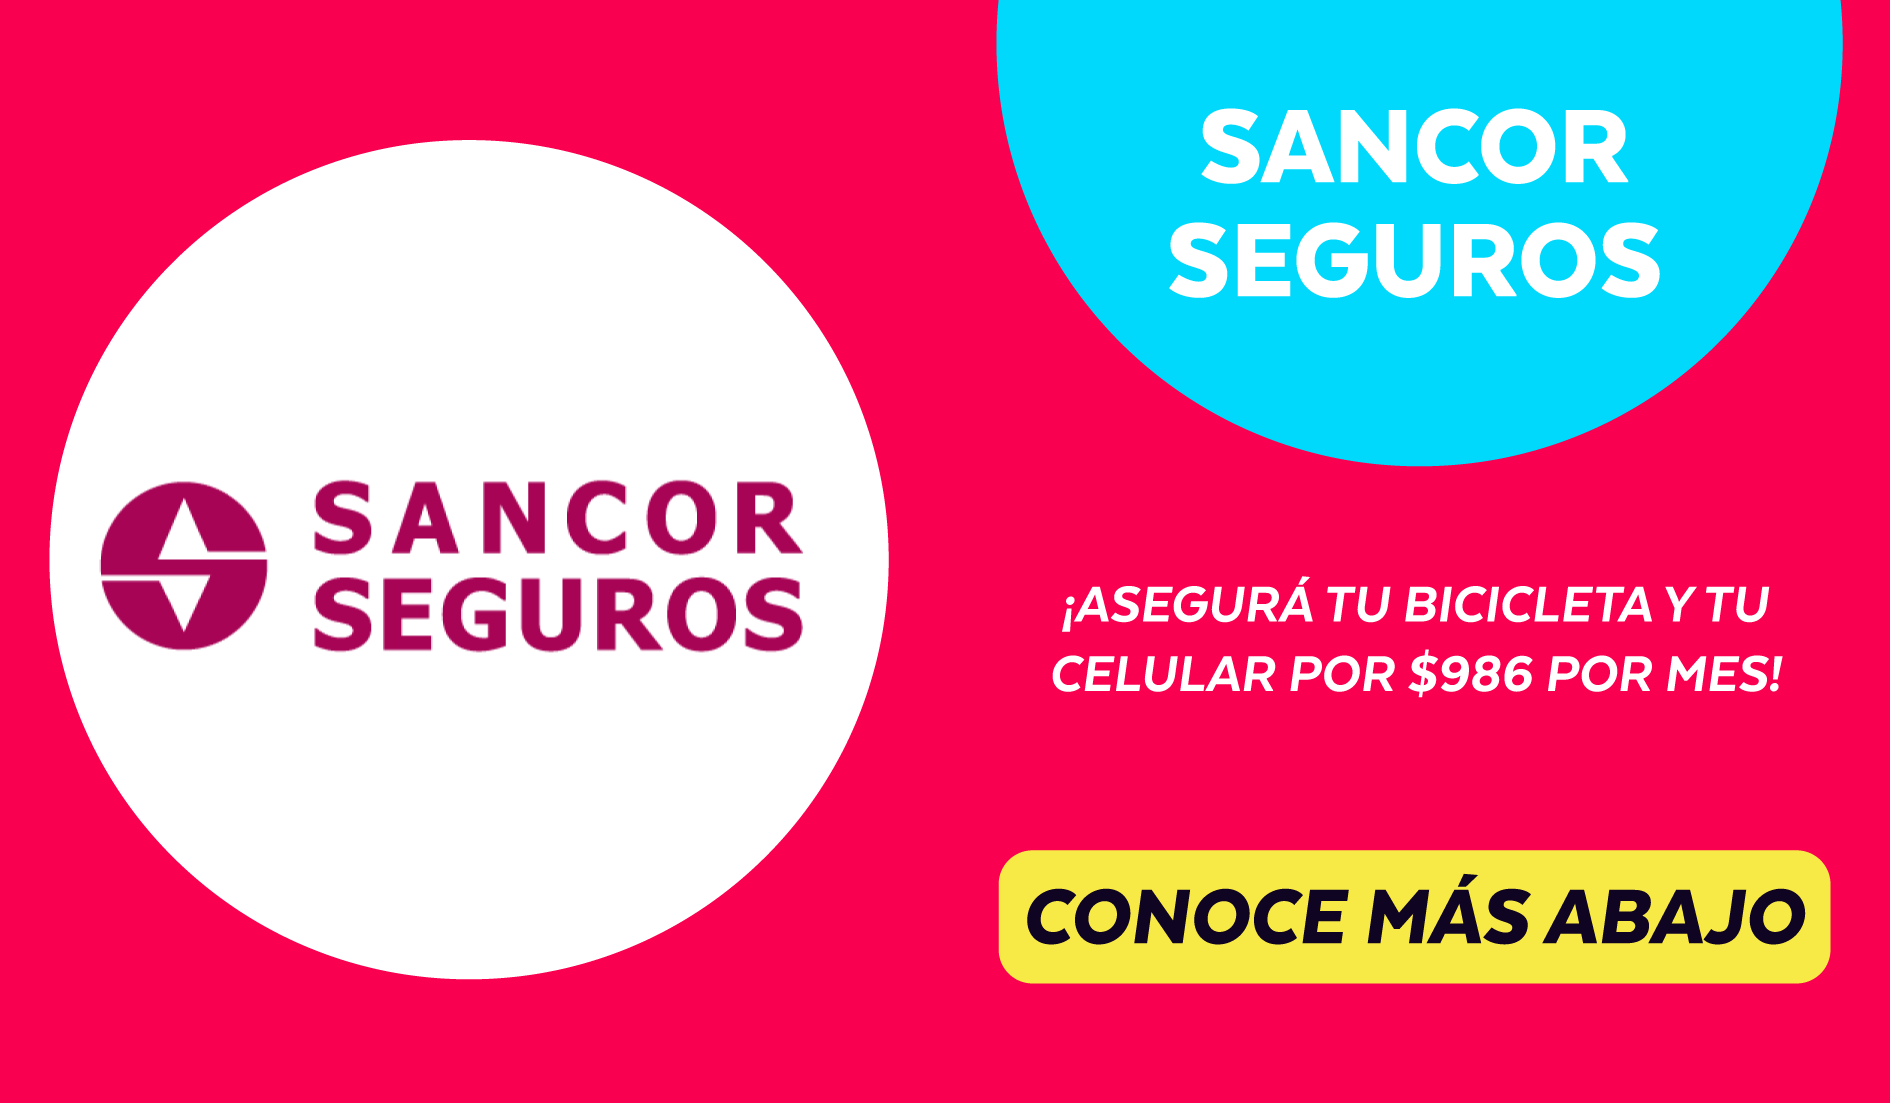 SANCOR
SEGUROS
SANCOR
SEGUROS
¡ASEGURÁ TU BICICLETA Y TU
CELULAR POR $986 POR MES!
CONOCE MÁS ABAJO